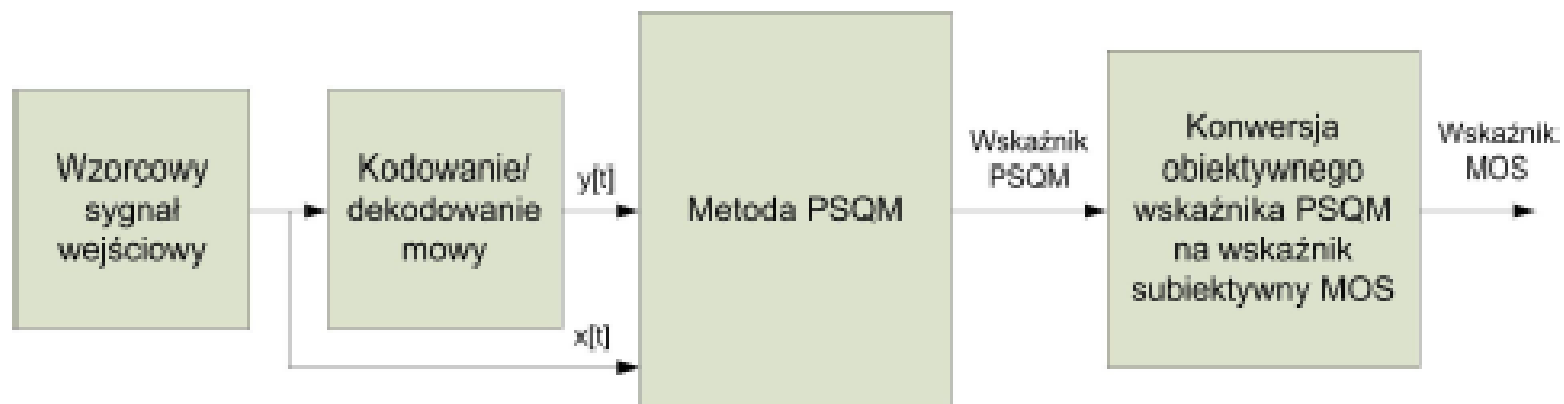 Wzorcowy
sygnał
wejściowy
Kodowanie/
dekodowanie
mowy
y[t]
x[t]
Metoda PSQM
Wskaźnik
PSQM
Konwersja
obiektywnego
wskaźnika PSQM
na wskaźnik
subiektywny MOS
Wskaźnik
MOS